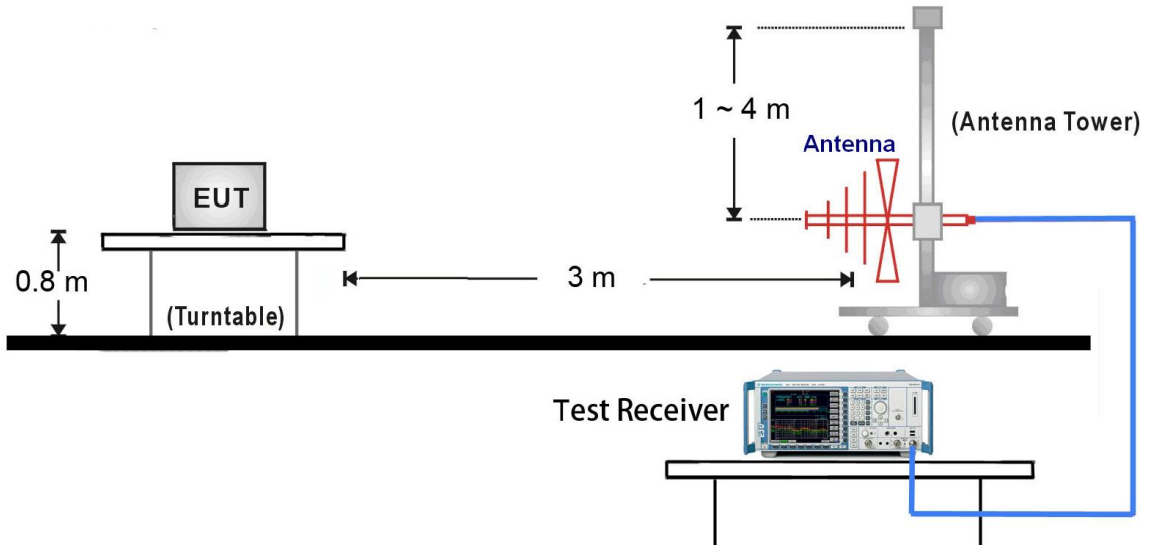 1 ~ 4 m
(Antenna Tower)
Antenna
EUT
0.8 m
3 m
(Turntable)
Test Receiver